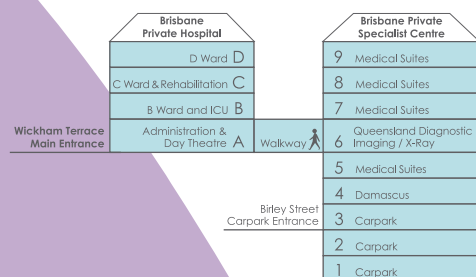 Brisbane
Private Hospital
D Ward D
C Ward & Rehabilitation C
B Ward and ICU B
Wickham Terrace
Main Entrance
Administration &
Day Theatre A
Walkway
Brisbane Private
Specialist Centre
9 Medical Suites
8 Medical Suites
7 Medical Suites
6 Queensland Diagnostic
Imaging / X-Ray
5 Medical Suites
4 Damascus
Birley Street
Carpark Entrance
3 Carpark
2 Carpark
1 Carpark